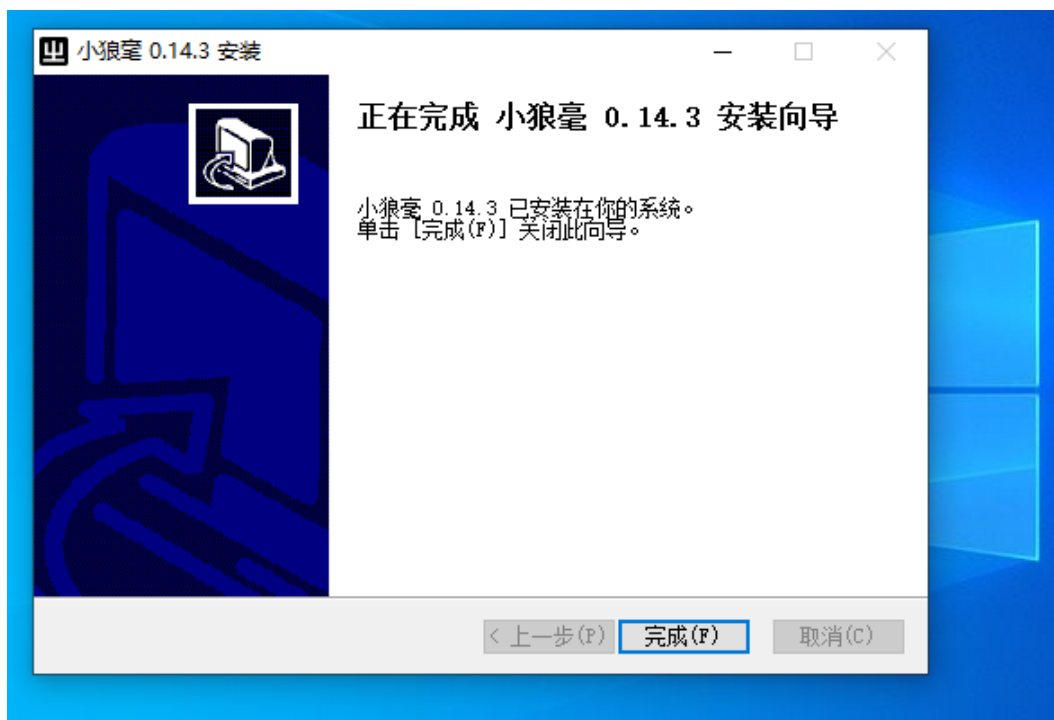 小狼毫 0.14.3 安装
正在完成 小狼毫 0.14.3 安装向导
小狼毫 0.14.3 已安装在你的系统。
单击 [完成(F)] 关闭此向导。
< 上一步(P)
完成(F)
取消(C)